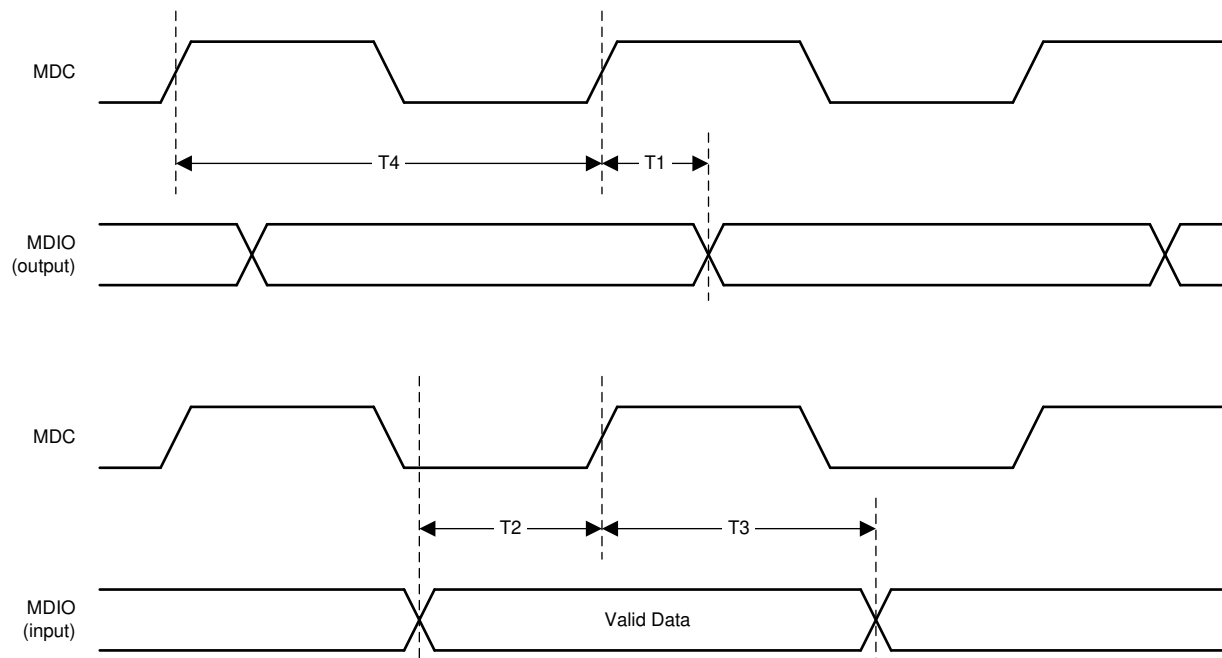 MDC
T4
T1
MDIO
(output)
MDC
T2
T3
MDIO
(input)
Valid Data